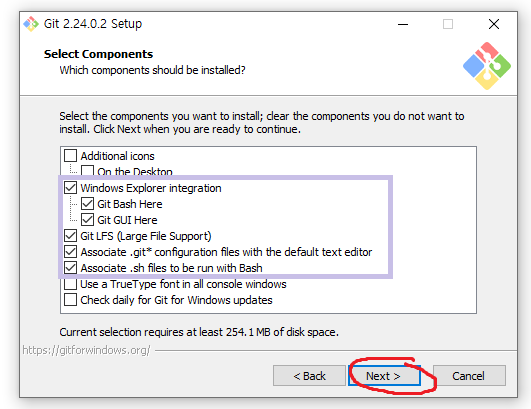 Git 2.24.0.2 Setup
Select Components
Which components should be installed?
Select the components you want to install; clear the components you do not want to
install. Click Next when you are ready to continue.
Additional icons
On the Desktop
Windows Explorer integration
Git Bash Here
Git GUI Here
Git LFS (Large File Support)
Associate .git* configuration files with the default text editor
Associate .sh files to be run with Bash
Use a TrueType font in all console windows
Check daily for Git for Windows updates
Current selection requires at least 254.1 MB of disk space.
https://gitforwindows.org/
< Back Next > Cancel